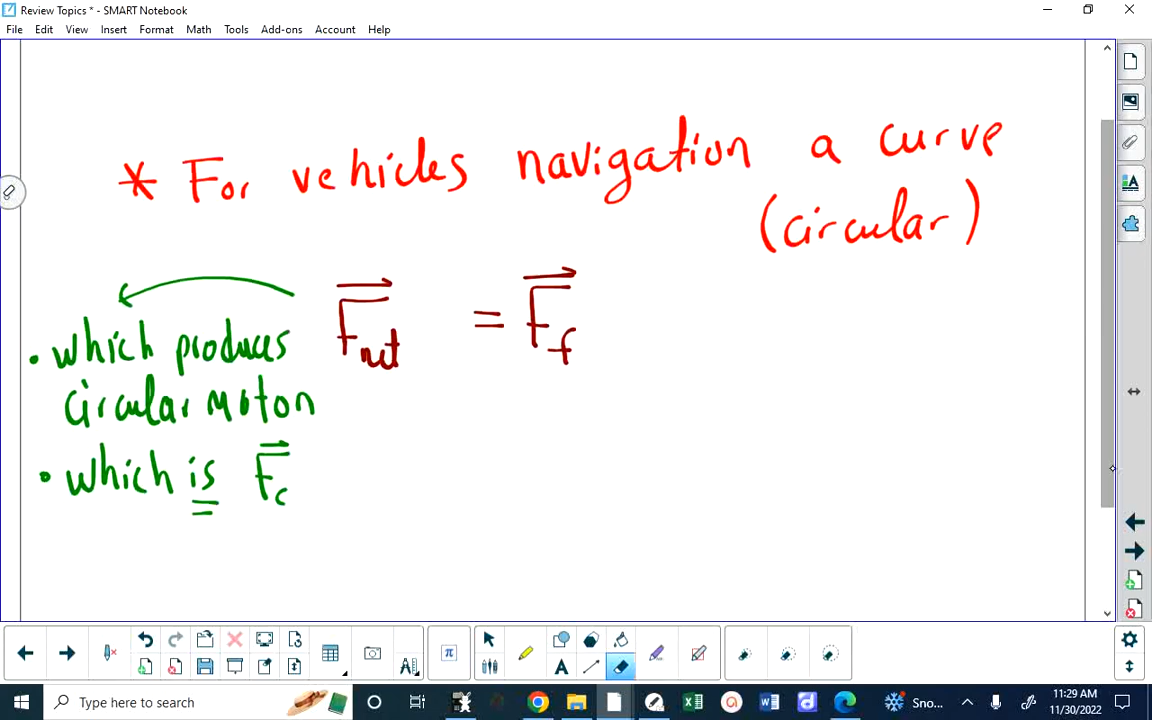 Review Topics * - SMART Notebook
File Edit View Insert Format Math Tools Add-ons Account Help
* For vehicles navigation a curve
(circular)
F net = F f
• which produces
circular moton
• which is F c
Type here to search
Sno...
11:29 AM
11/30/2022